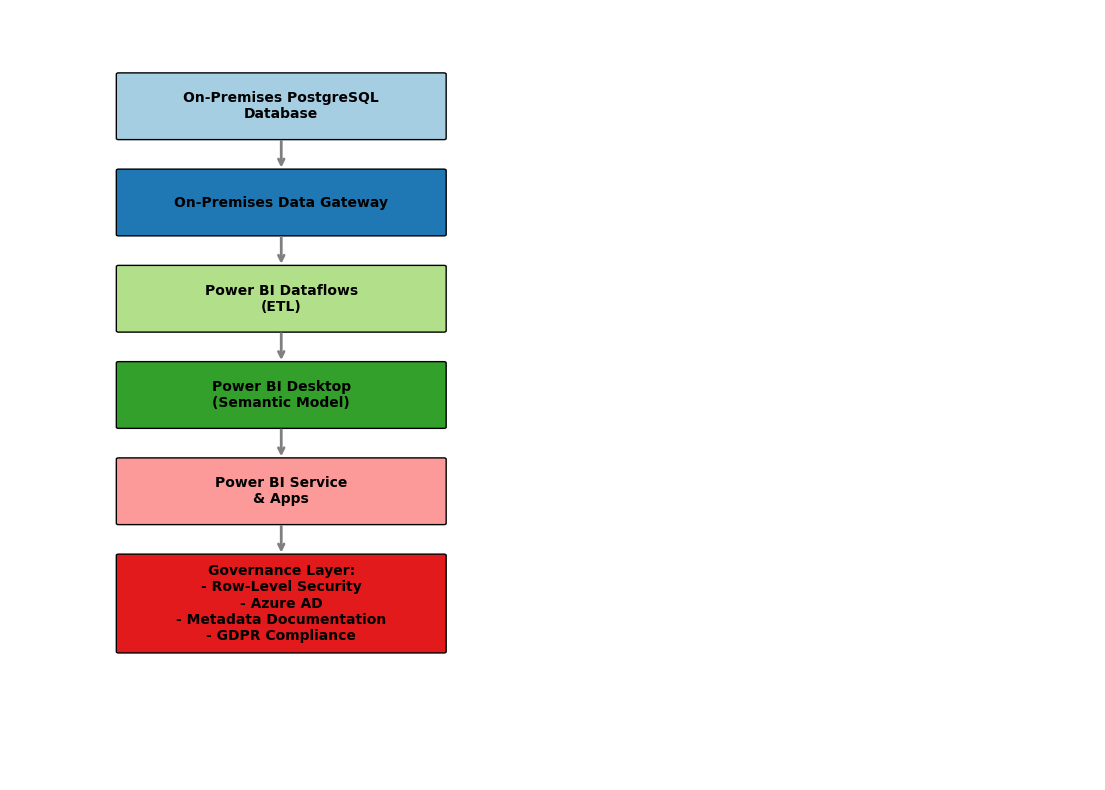 On-Premises PostgreSQL
Database
On-Premises Data Gateway
Power BI Dataflows
(ETL)
Power BI Desktop
(Semantic Model)
Power BI Service
& Apps
Governance Layer:
- Row-Level Security
- Azure AD
- Metadata Documentation
- GDPR Compliance